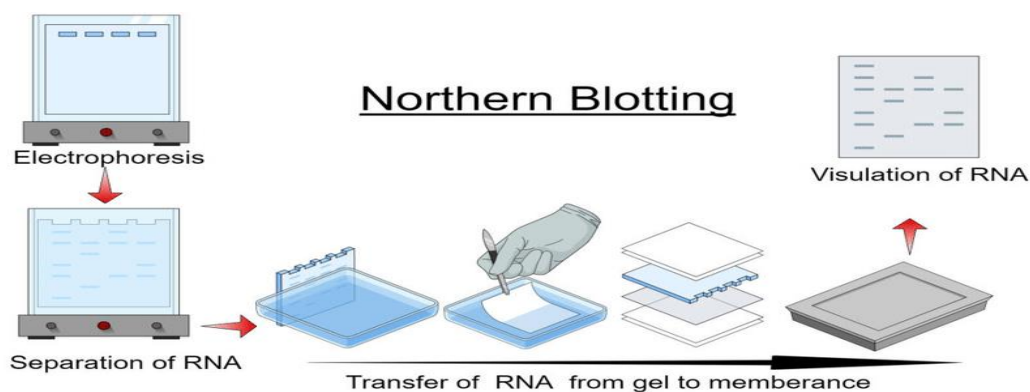 Northern Blotting
Electrophoresis
Separation of RNA
Transfer of RNA from gel to memberance
Visulation of RNA